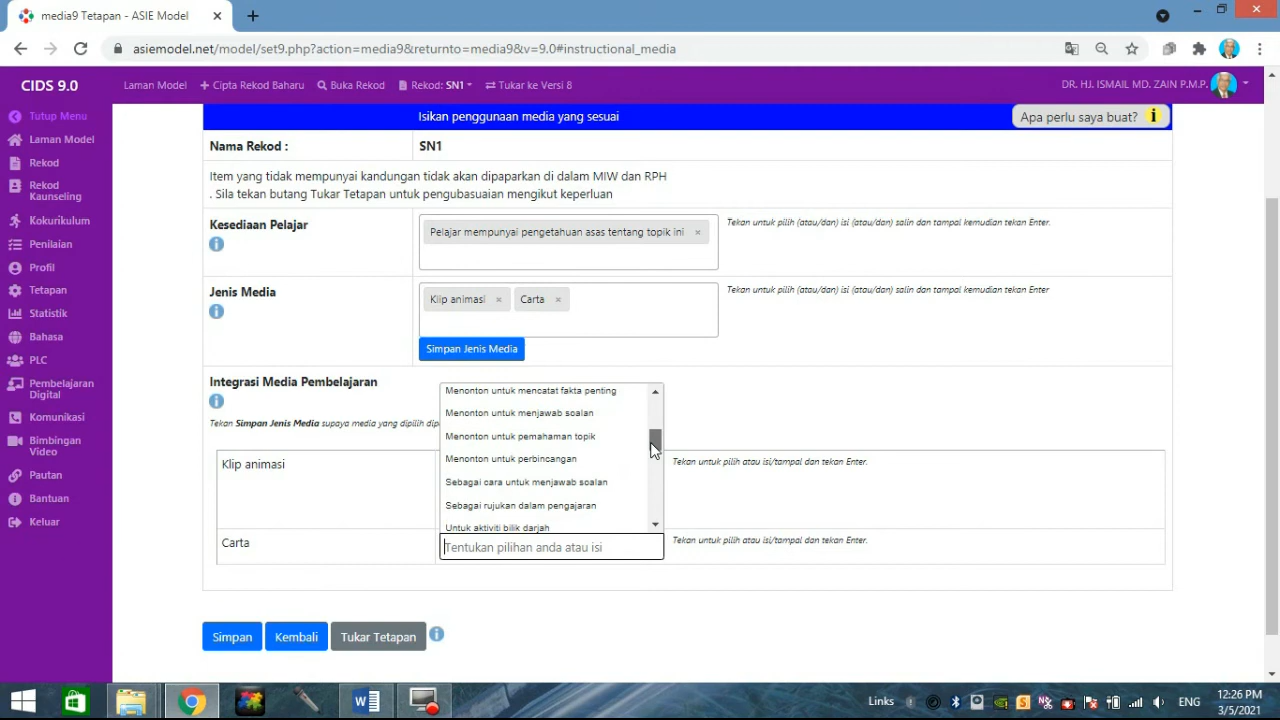 media9 Tetapan - ASIE Model
asiemodel.net/model/set9.php?action=media9&returnto=media9&v=9.0#instructional_media
CIDS 9.0
Laman Model
Cipta Rekod Baharu
Buka Rekod
Rekod: SN1
Tukar ke Versi 8
DR. HJ. ISMAIL MD. ZAIN P.M.P.
Tutup Menu
Laman Model
Rekod
Rekod
Kaunseling
Kokurikulum
Penilaian
Profil
Tetapan
Statistik
Bahasa
PLC
Pembelajaran
Digital
Komunikasi
Bimbingan
Video
Pautan
Bantuan
Keluar
Isikan penggunaan media yang sesuai
Apa perlu saya buat?
Nama Rekod :
SN1
Item yang tidak mempunyai kandungan tidak akan dipaparkan di dalam MIW dan RPH
. Sila tekan butang Tukar Tetapan untuk pengubasuaian mengikut keperluan
Kesediaan Pelajar
Pelajar mempunyai pengetahuan asas tentang topik ini ×
Tekan untuk pilih (atau/dan) isi (atau/dan) salin dan tampal kemudian tekan Enter.
Jenis Media
Klip animasi × Carta ×
Tekan untuk pilih (atau/dan) isi (atau/dan) salin dan tampal kemudian tekan Enter
Simpan Jenis Media
Integrasi Media Pembelajaran
Tekan Simpan Jenis Media supaya media yang dipilih
Menonton untuk mencatat fakta penting
Menonton untuk menjawab soalan
Menonton untuk pemahaman topik
Menonton untuk perbincangan
Sebagai cara untuk menjawab soalan
Sebagai rujukan dalam pengajaran
Untuk aktiviti bilik darjah
Klip animasi
Tekan untuk pilih atau isi/tampal dan tekan Enter.
Carta
Tentukan pilihan anda atau isi
Tekan untuk pilih atau isi/tampal dan tekan Enter.
Simpan
Kembali
Tukar Tetapan
Links
ENG
12:26 PM
3/5/2021